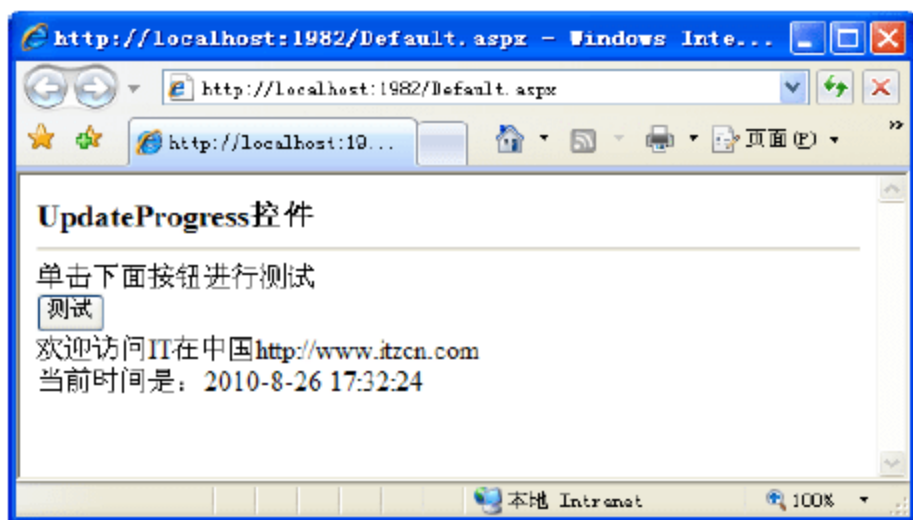 http://localhost:1982/Default.aspx - Windows Inte...
http://localhost:1982/Default.aspx
http://localhost:19...
页面(P)
UpdateProgress控件
单击下面按钮进行测试
测试
欢迎访问IT在中国http://www.itzcn.com
当前时间是：2010-8-26 17:32:24
本地 Intranet
100%